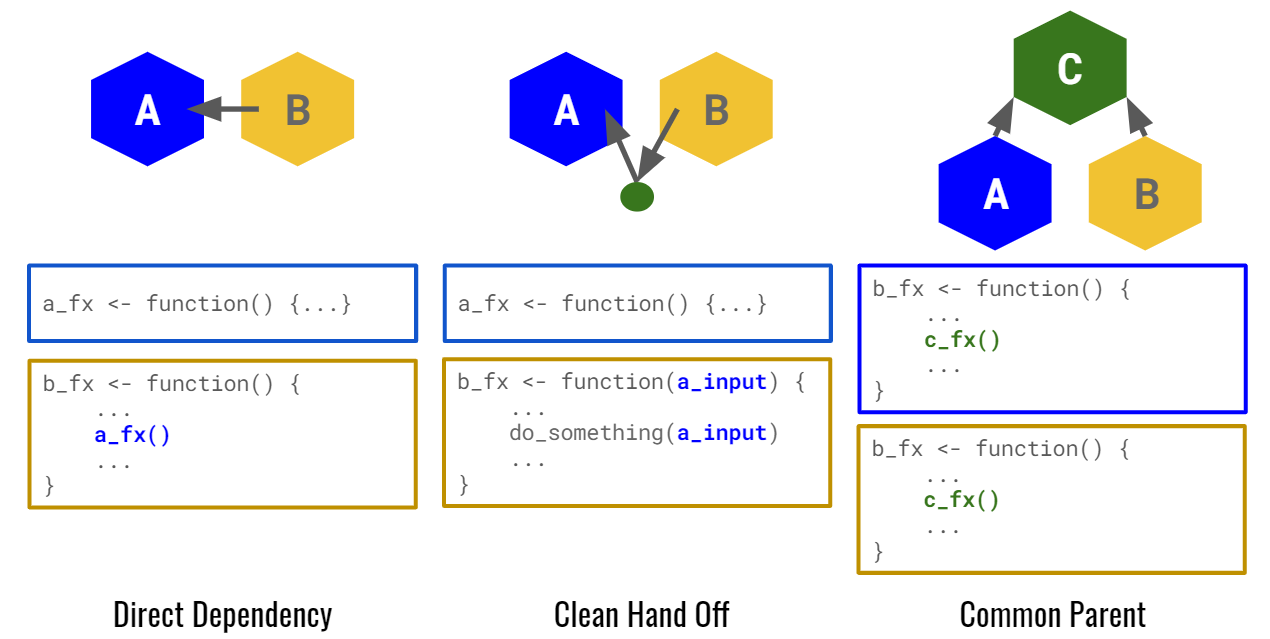 A
B
a_fx <- function() {...}
b_fx <- function() {
...
a_fx()
...
}
Direct Dependency
A
B
a_fx <- function() {...}
b_fx <- function(a_input) {
...
do_something(a_input)
...
}
Clean Hand Off
C
A
B
b_fx <- function() {
...
c_fx()
...
}
b_fx <- function() {
...
c_fx()
...
}
Common Parent